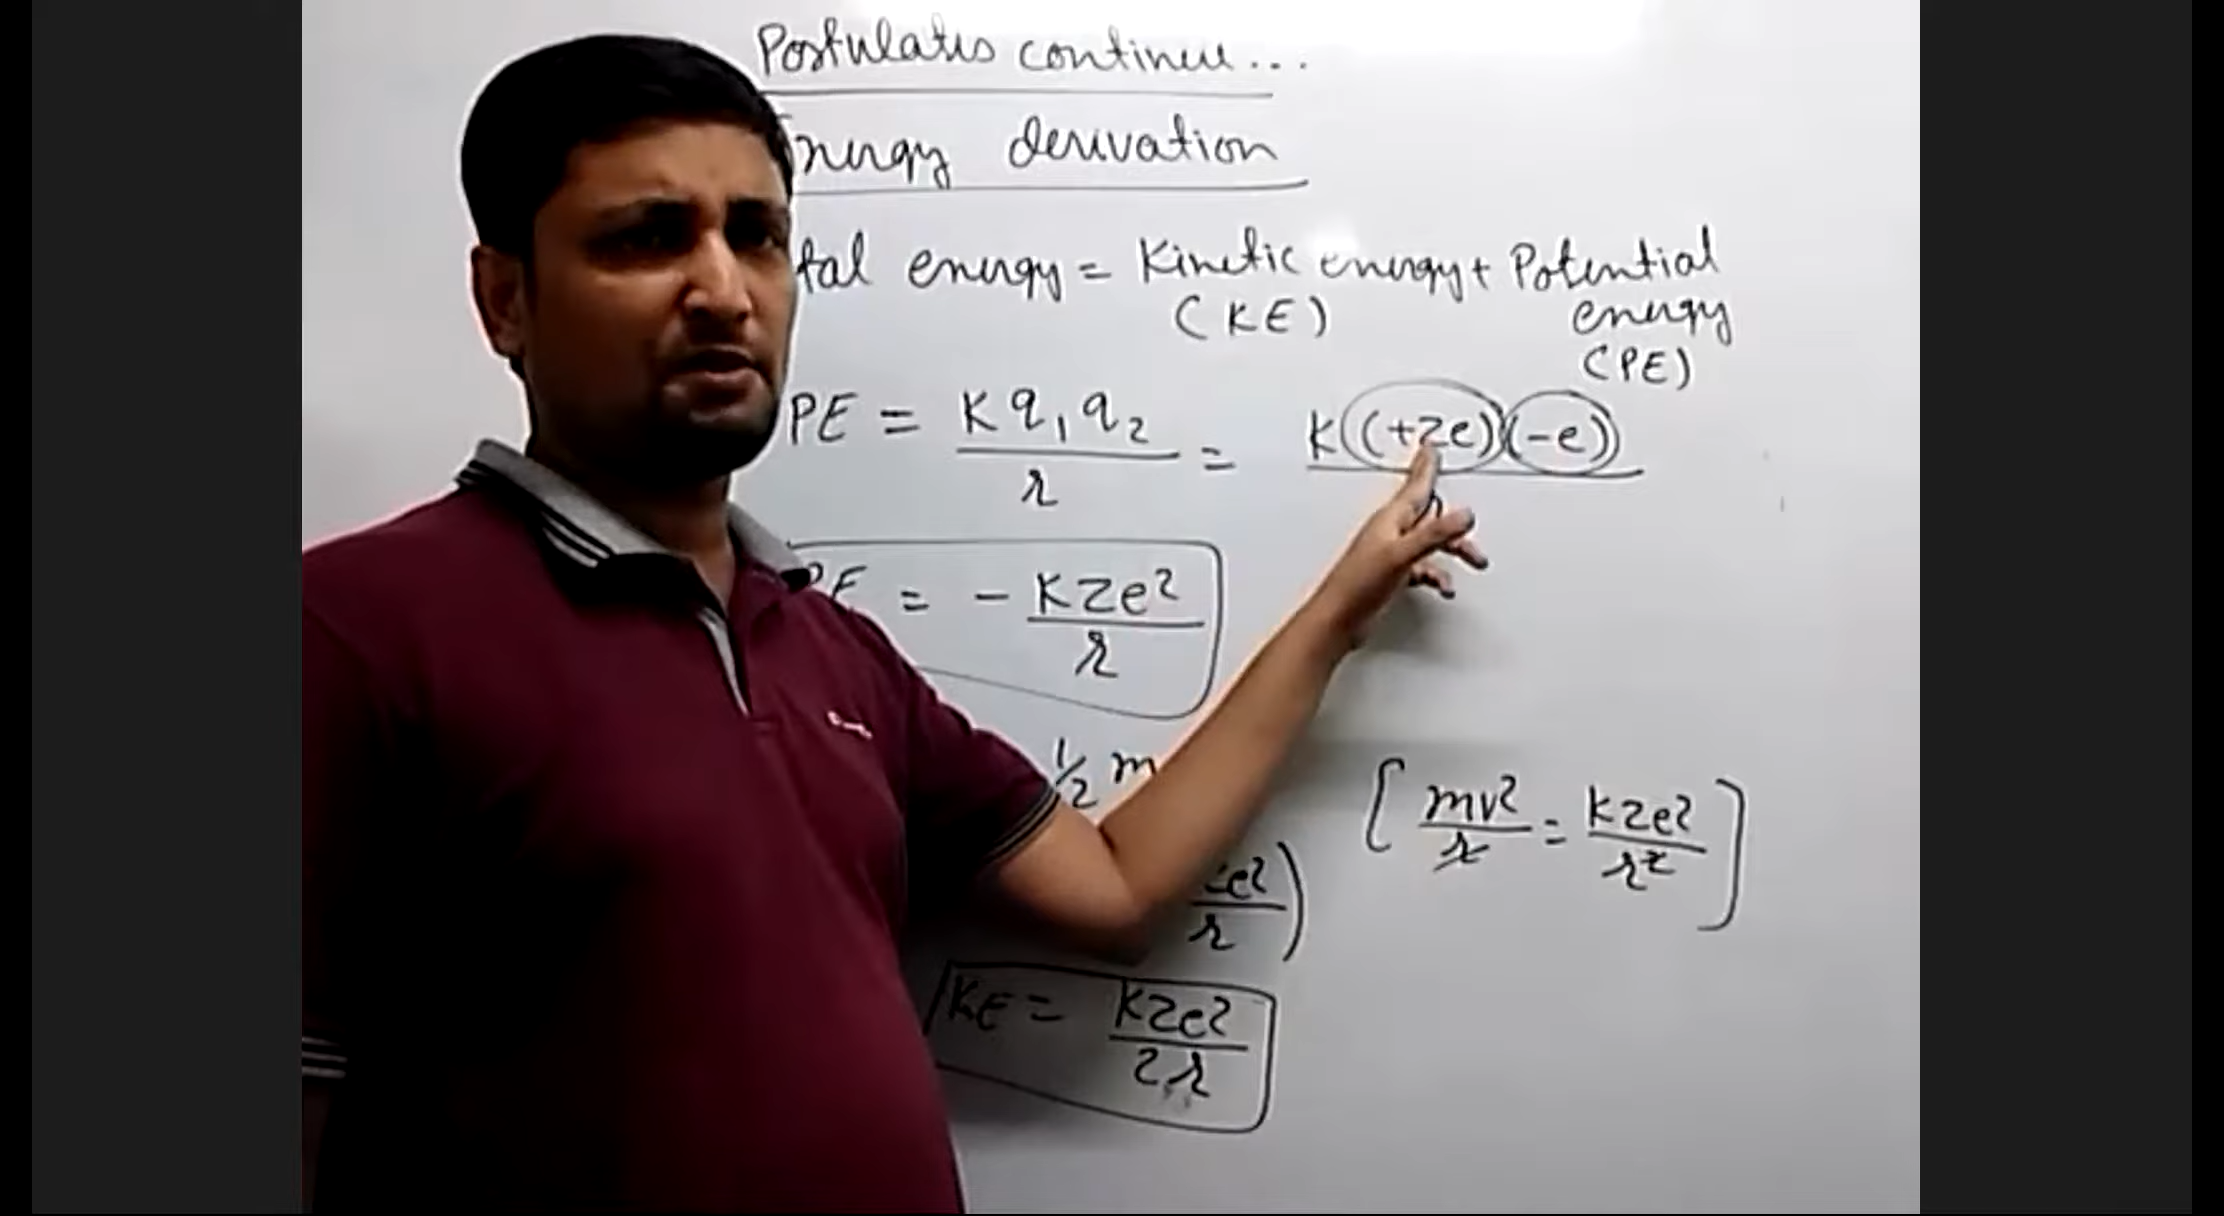 Postulates continue...
Energy derivation
tal energy = Kinetic energy + Potential
(KE) energy
(PE)
PE = Kq₁q₂/r = K(+ze)(-e)/r
PE = - Kze²/r
½ m
[mv²/r = Kze²/r²]
ze²/r)
KE = Kze²/2r